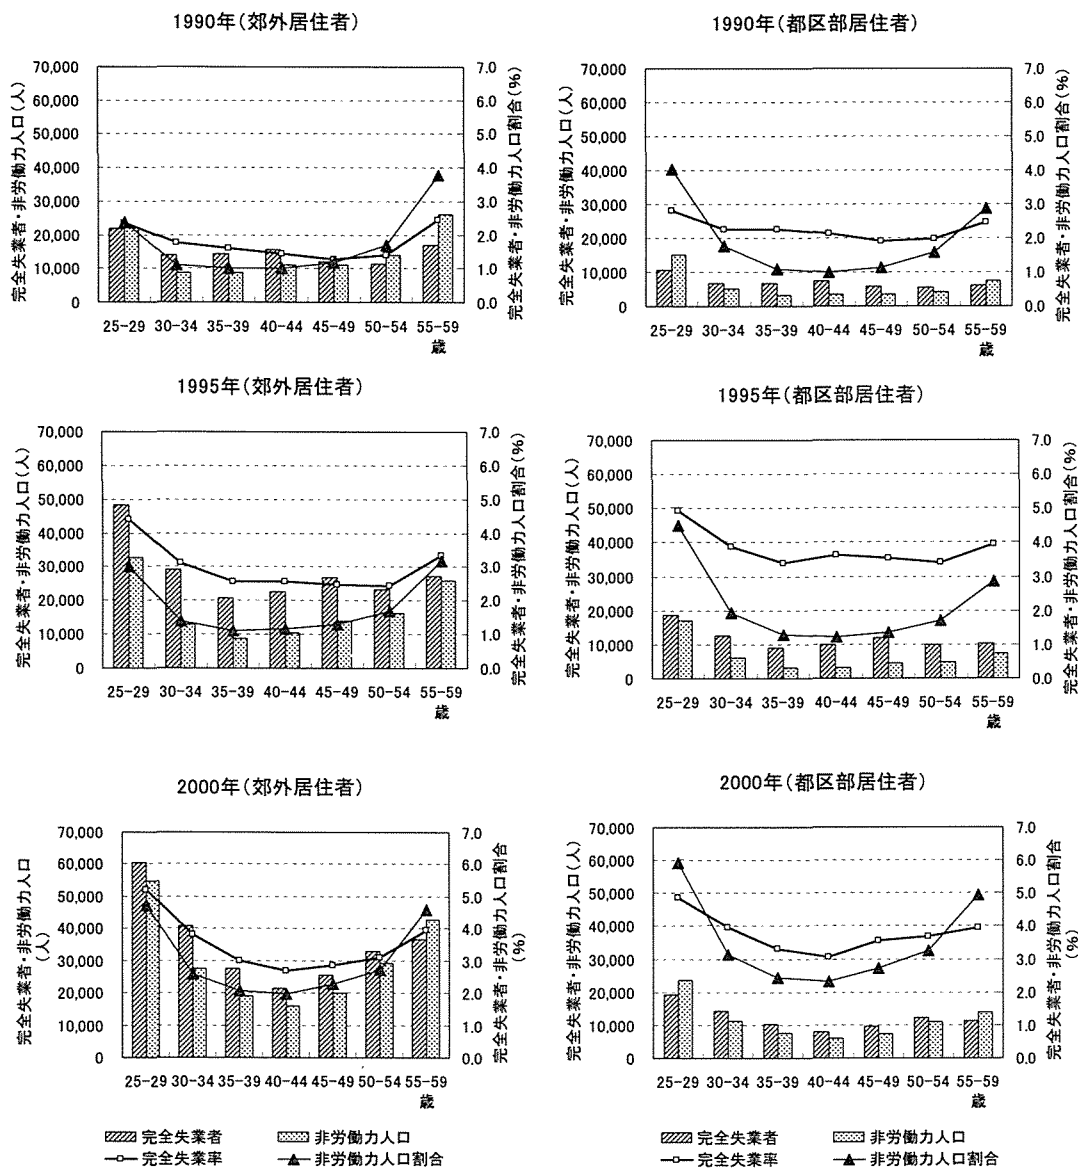 1990年(郊外居住者)
完全失業者・非労働力人口(人)
70,000
60,000
50,000
40,000
30,000
20,000
10,000
0
7.0
6.0
5.0
4.0
3.0
2.0
1.0
0.0
完全失業者・非労働力人口割合(%)
25-29 30-34 35-39 40-44 45-49 50-54 55-59
歳
1990年(都区部居住者)
完全失業者・非労働力人口(人)
70,000
60,000
50,000
40,000
30,000
20,000
10,000
0
7.0
6.0
5.0
4.0
3.0
2.0
1.0
0.0
完全失業者・非労働力人口割合(%)
25-29 30-34 35-39 40-44 45-49 50-54 55-59
歳
1995年(郊外居住者)
完全失業者・非労働力人口(人)
70,000
60,000
50,000
40,000
30,000
20,000
10,000
0
7.0
6.0
5.0
4.0
3.0
2.0
1.0
0.0
完全失業者・非労働力人口割合(%)
25-29 30-34 35-39 40-44 45-49 50-54 55-59
歳
1995年(都区部居住者)
完全失業者・非労働力人口(人)
70,000
60,000
50,000
40,000
30,000
20,000
10,000
0
7.0
6.0
5.0
4.0
3.0
2.0
1.0
0.0
完全失業者・非労働力人口割合(%)
25-29 30-34 35-39 40-44 45-49 50-54 55-59
歳
2000年(郊外居住者)
完全失業者・非労働力人口
(人)
70,000
60,000
50,000
40,000
30,000
20,000
10,000
0
7.0
6.0
5.0
4.0
3.0
2.0
1.0
0.0
完全失業者・非労働力人口割合
(%)
25-29 30-34 35-39 40-44 45-49 50-54 55-59
歳
2000年(都区部居住者)
完全失業者・非労働力人口(人)
70,000
60,000
50,000
40,000
30,000
20,000
10,000
0
7.0
6.0
5.0
4.0
3.0
2.0
1.0
0.0
完全失業者・非労働力人口割合
(%)
25-29 30-34 35-39 40-44 45-49 50-54 55-59
歳
完全失業者 非労働力人口
完全失業率 非労働力人口割合
完全失業者 非労働力人口
完全失業率 非労働力人口割合